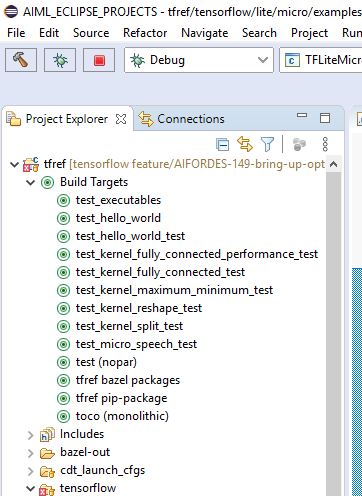 AIML_ECLIPSE_PROJECTS - tfref/tensorflow/lite/micro/examples
File Edit Source Refactor Navigate Search Project Run
Debug TFLiteMicr
Project Explorer Connections
tfref [tensorflow feature/AIFORDES-149-bring-up-opt
Build Targets
test_executables
test_hello_world
test_hello_world_test
test_kernel_fully_connected_performance_test
test_kernel_fully_connected_test
test_kernel_maximum_minimum_test
test_kernel_reshape_test
test_kernel_split_test
test_micro_speech_test
test (nopar)
tfref bazel packages
tfref pip-package
toco (monolithic)
Includes
bazel-out
cdt_launch_cfgs
tensorflow